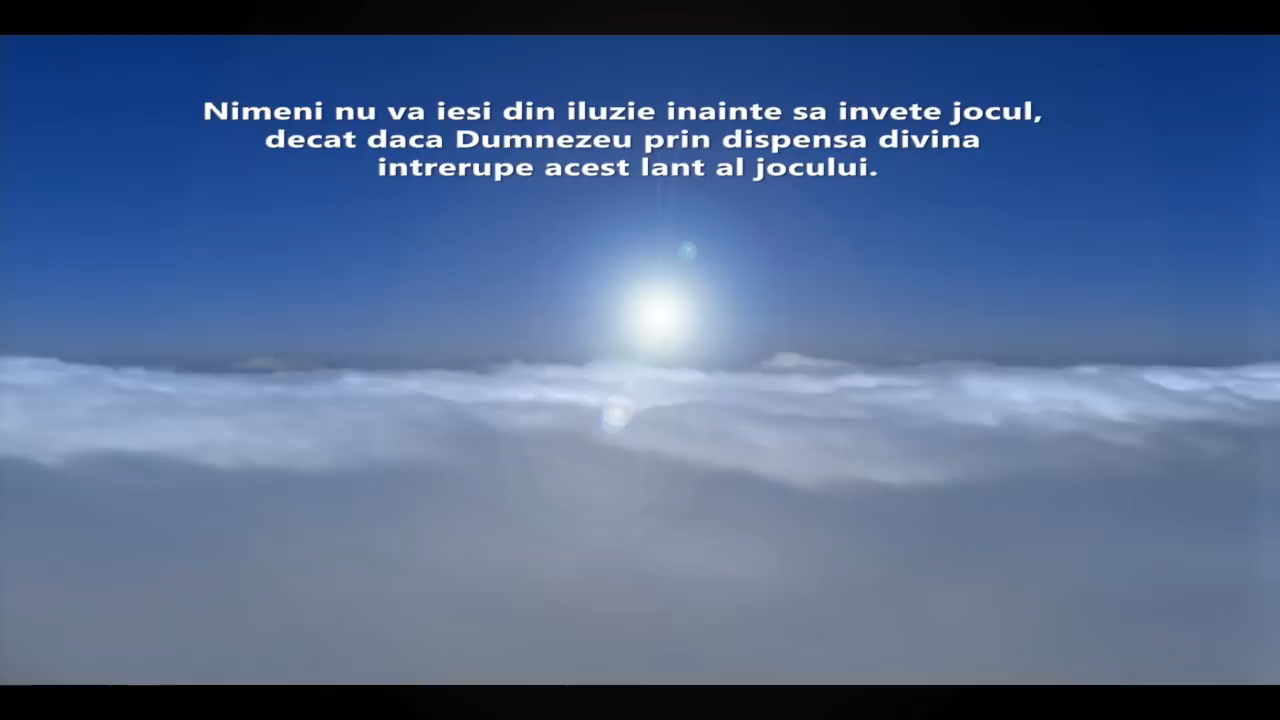 Nimeni nu va iesi din iluzie inainte sa invete jocul,
decat daca Dumnezeu prin dispensa divina
intrerupe acest lant al jocului.